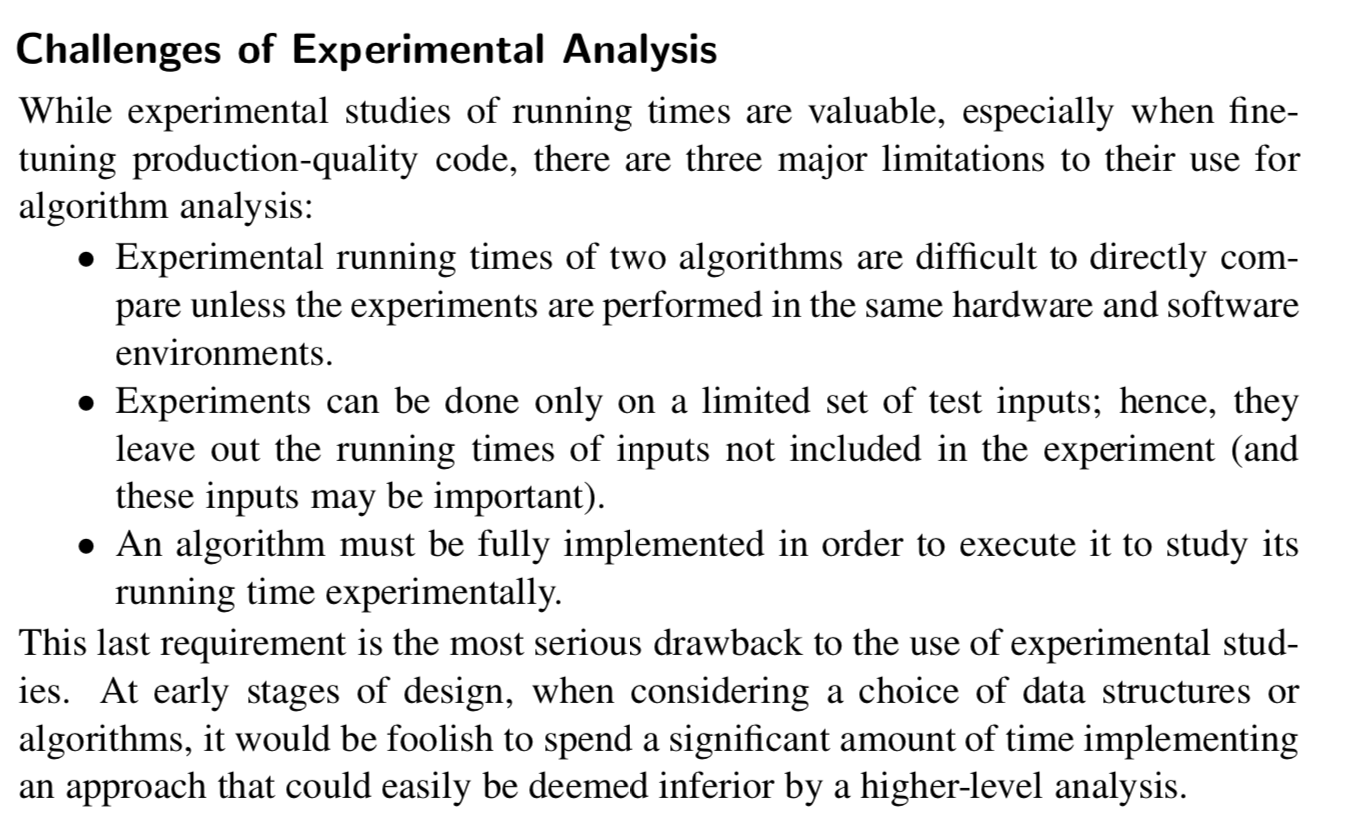 Challenges of Experimental Analysis
While experimental studies of running times are valuable, especially when fine-
tuning production-quality code, there are three major limitations to their use for
algorithm analysis:
• Experimental running times of two algorithms are difficult to directly com-
pare unless the experiments are performed in the same hardware and software
environments.
• Experiments can be done only on a limited set of test inputs; hence, they
leave out the running times of inputs not included in the experiment (and
these inputs may be important).
• An algorithm must be fully implemented in order to execute it to study its
running time experimentally.
This last requirement is the most serious drawback to the use of experimental stud-
ies. At early stages of design, when considering a choice of data structures or
algorithms, it would be foolish to spend a significant amount of time implementing
an approach that could easily be deemed inferior by a higher-level analysis.